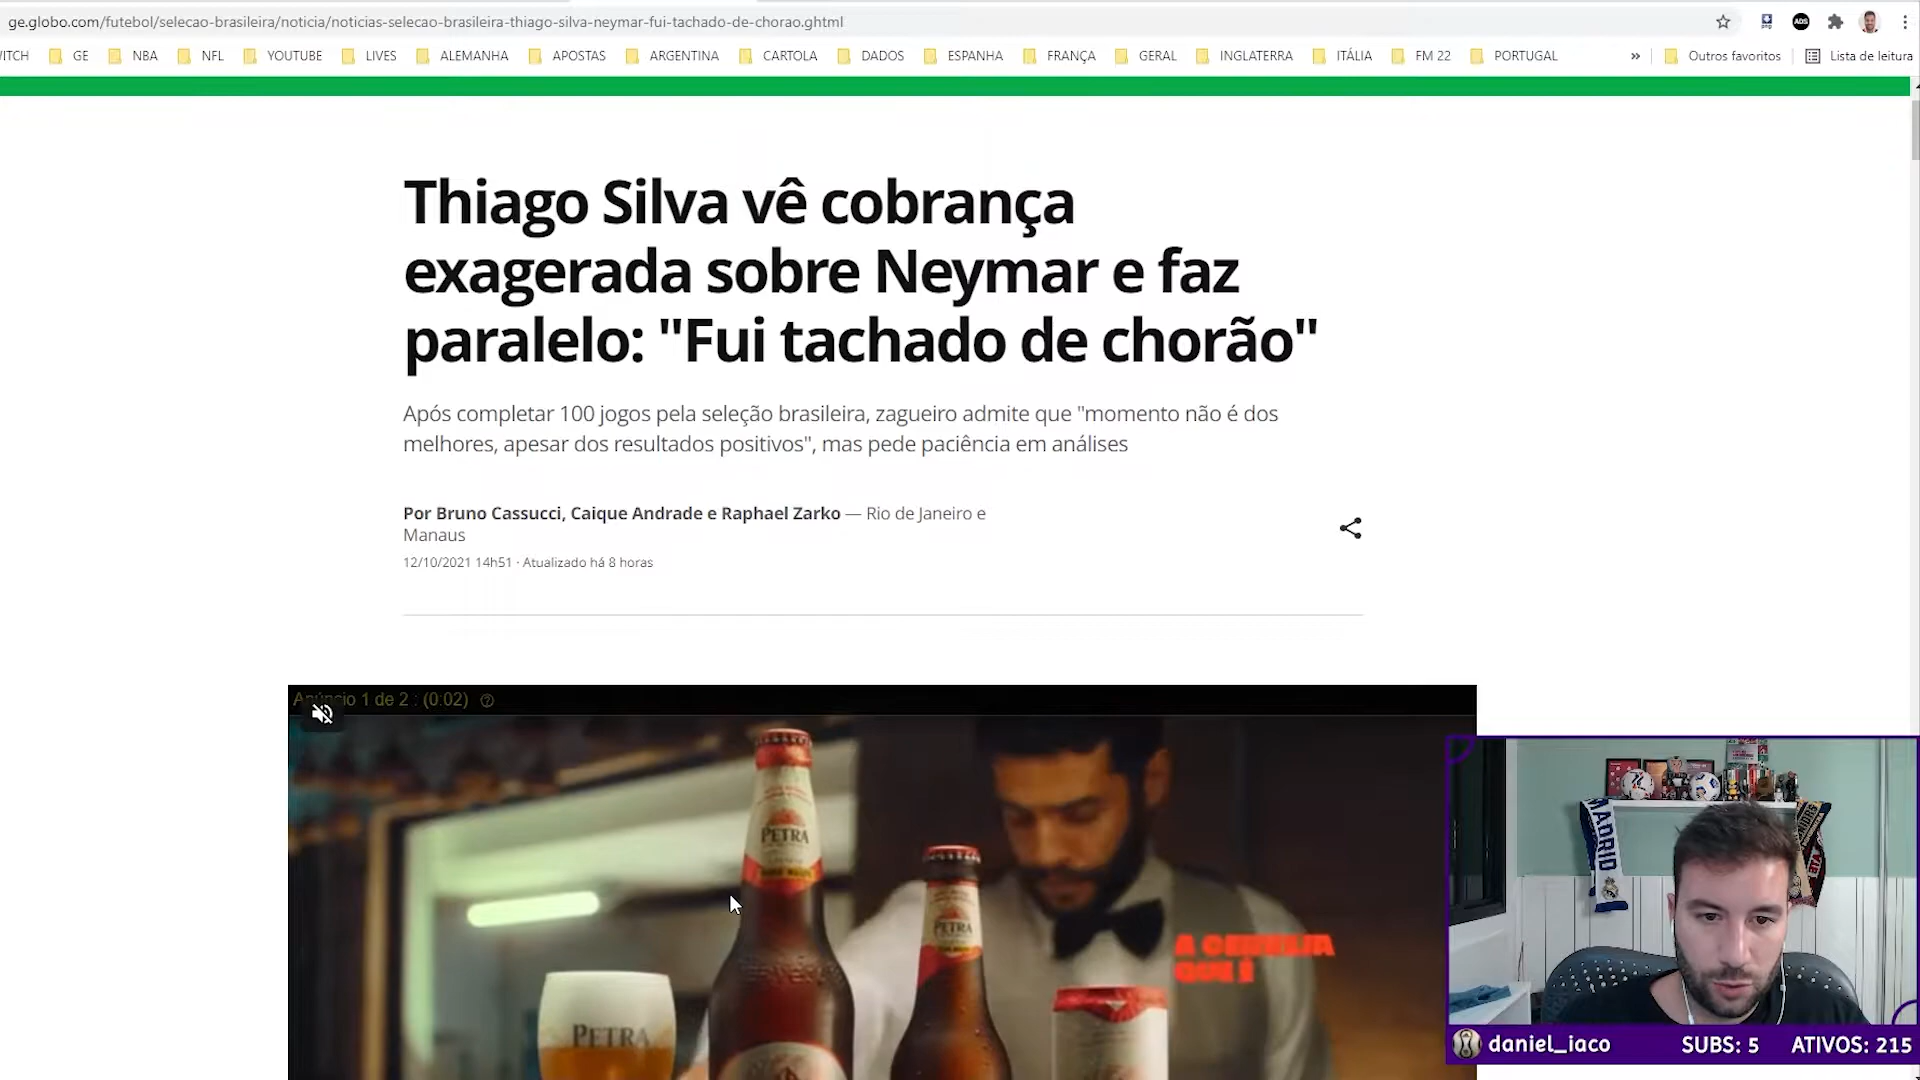 ge.globo.com/futebol/selecao-brasileira/noticia/noticias-selecao-brasileira-thiago-silva-neymar-fui-tachado-de-chorao.ghtml
ITCH GE NBA NFL YOUTUBE LIVES ALEMANHA APOSTAS ARGENTINA CARTOLA DADOS ESPANHA FRANÇA GERAL INGLATERRA ITÁLIA FM 22 PORTUGAL » Outros favoritos Lista de leitura
Thiago Silva vê cobrança
exagerada sobre Neymar e faz
paralelo: "Fui tachado de chorão"
Após completar 100 jogos pela seleção brasileira, zagueiro admite que "momento não é dos
melhores, apesar dos resultados positivos", mas pede paciência em análises
Por Bruno Cassucci, Caique Andrade e Raphael Zarko — Rio de Janeiro e
Manaus
12/10/2021 14h51 · Atualizado há 8 horas
Anúncio 1 de 2 : (0:02)
PETRA
PETRA
A CERVEJA
QUE É
PETRA
MADRID
daniel_iaco SUBS: 5 ATIVOS: 215